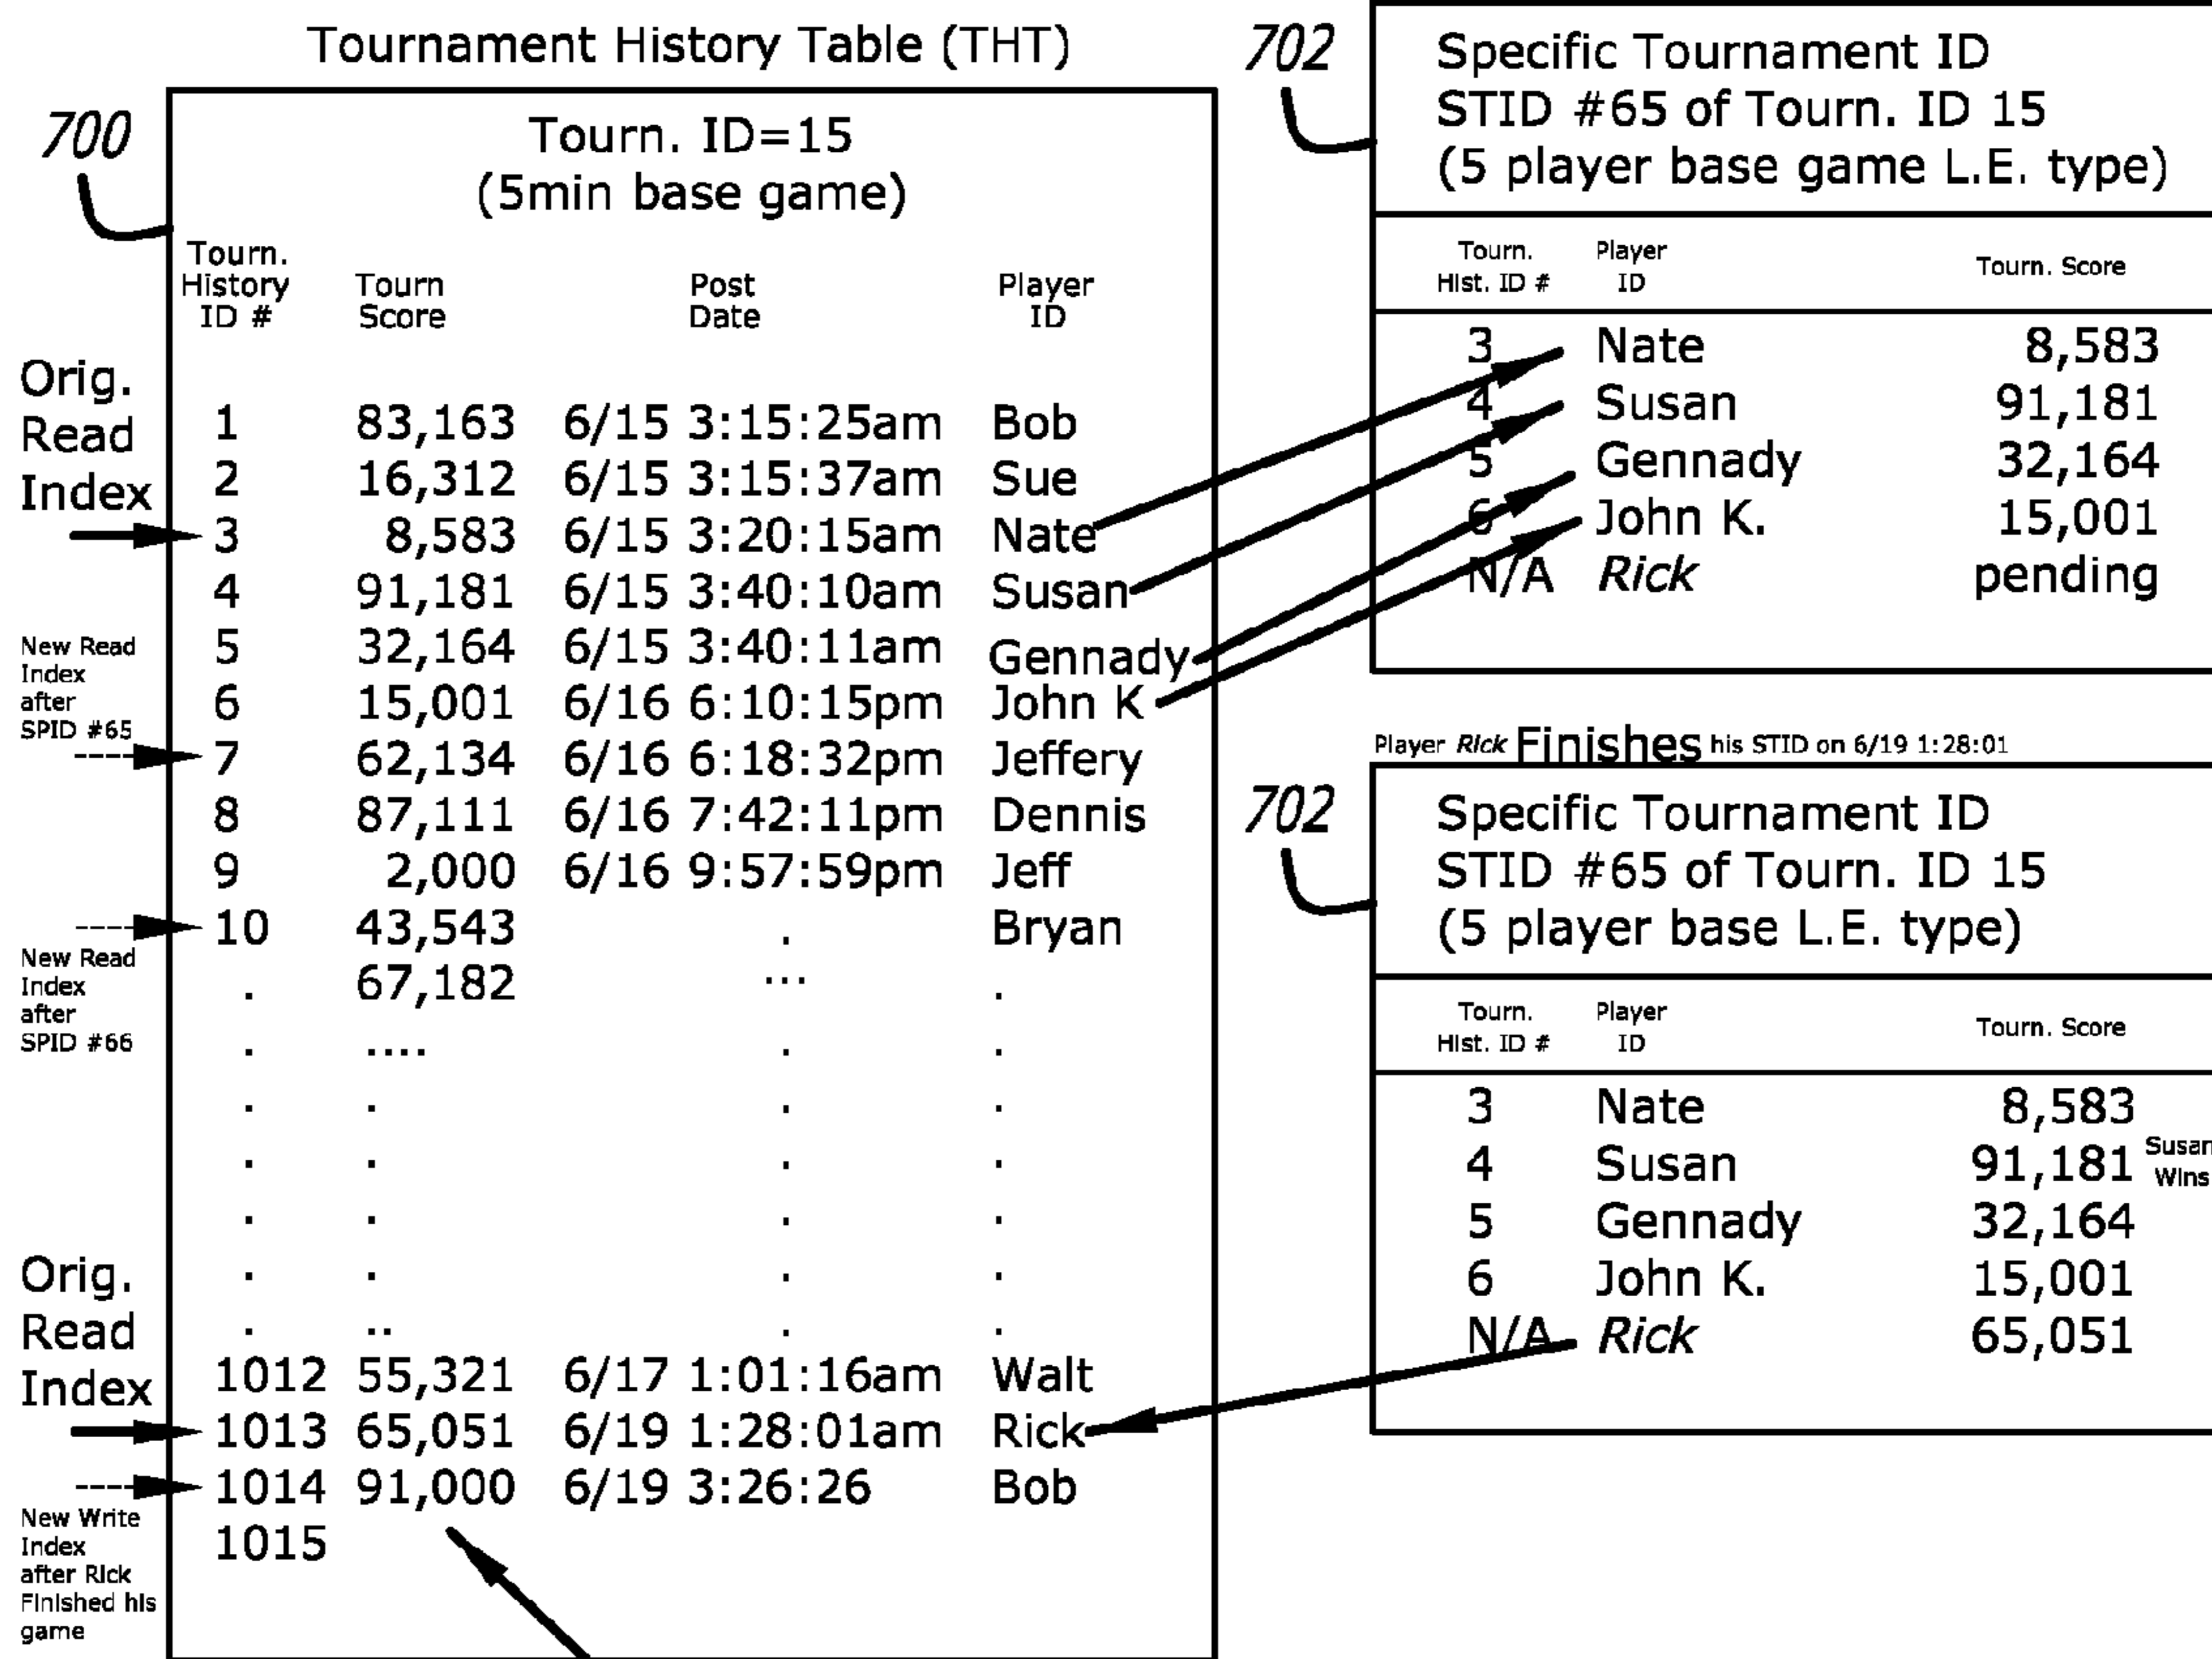 Tournament History Table (THT)
700
Tourn. ID=15
(5min base game)
Tourn.
History
ID #
Tourn
Score
Post
Date
Player
ID
Orig.
Read
Index
1 83,163 6/15 3:15:25am Bob
2 16,312 6/15 3:15:37am Sue
3 8,583 6/15 3:20:15am Nate
4 91,181 6/15 3:40:10am Susan
5 32,164 6/15 3:40:11am Gennady
6 15,001 6/16 6:10:15pm John K
7 62,134 6/16 6:18:32pm Jeffery
8 87,111 6/16 7:42:11pm Dennis
9 2,000 6/16 9:57:59pm Jeff
10 43,543 . Bryan
. 67,182 ... .
. .... . .
. . . .
. . . .
. . . .
. . . .
. .. . .
1012 55,321 6/17 1:01:16am Walt
1013 65,051 6/19 1:28:01am Rick
1014 91,000 6/19 3:26:26 Bob
1015
New Read
Index
after
SPID #65
New Read
Index
after
SPID #66
Orig.
Read
Index
New Write
Index
after Rick
Finished his
game
702
Specific Tournament ID
STID #65 of Tourn. ID 15
(5 player base game L.E. type)
Tourn.
Hist. ID #
Player
ID
Tourn. Score
3 Nate 8,583
4 Susan 91,181
5 Gennady 32,164
6 John K. 15,001
N/A Rick pending
Player Rick Finishes his STID on 6/19 1:28:01
702
Specific Tournament ID
STID #65 of Tourn. ID 15
(5 player base L.E. type)
Tourn.
Hist. ID #
Player
ID
Tourn. Score
3 Nate 8,583
4 Susan 91,181 Susan
Wins
5 Gennady 32,164
6 John K. 15,001
N/A Rick 65,051